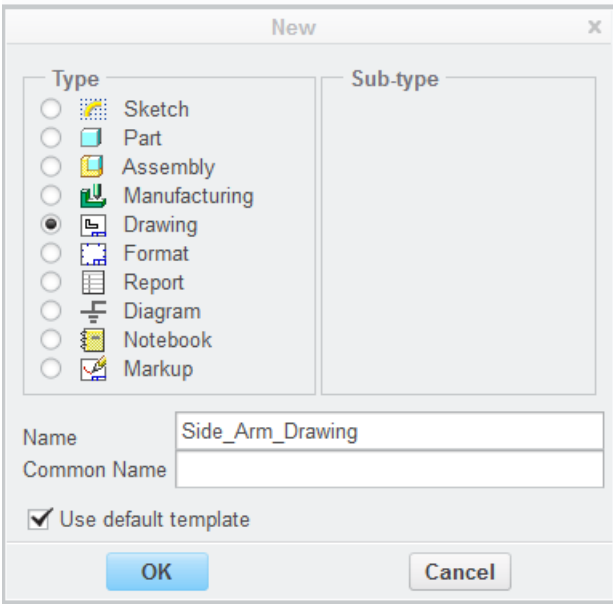 New
Type
Sub-type
Sketch
Part
Assembly
Manufacturing
Drawing
Format
Report
Diagram
Notebook
Markup
Name Side_Arm_Drawing
Common Name
Use default template
OK Cancel